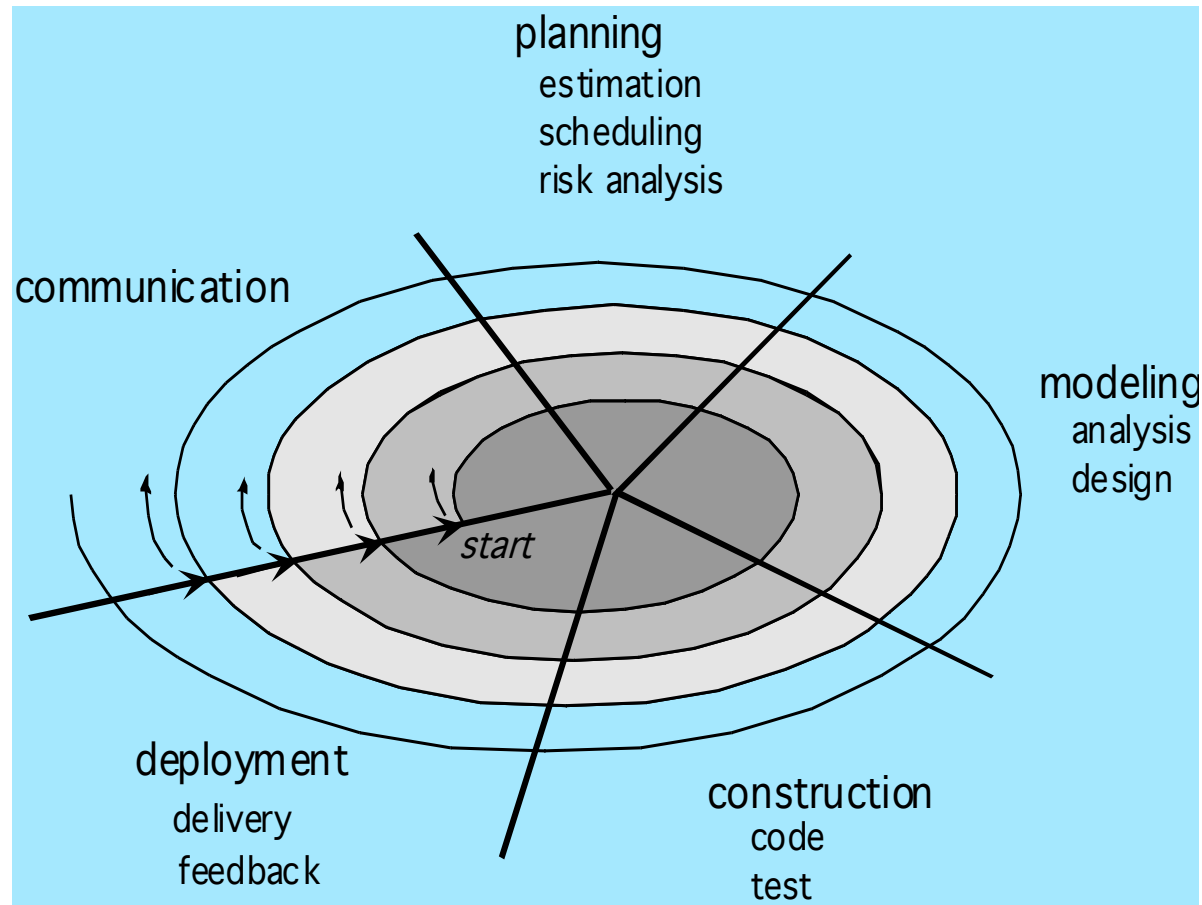 planning
estimation
scheduling
risk analysis
communication
modeling
analysis
design
start
deployment
delivery
feedback
construction
code
test